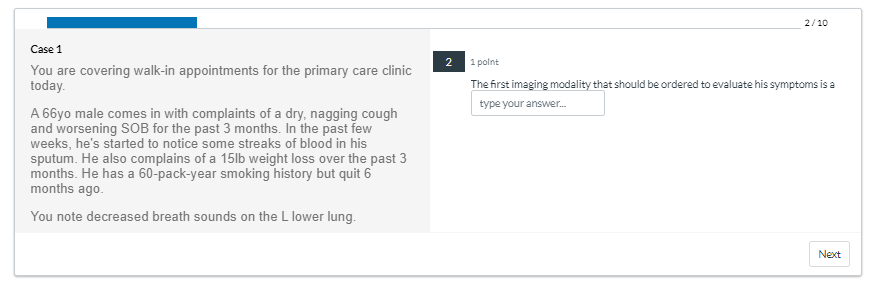 2 / 10
Case 1
You are covering walk-in appointments for the primary care clinic
today.
A 66yo male comes in with complaints of a dry, nagging cough
and worsening SOB for the past 3 months. In the past few
weeks, he's started to notice some streaks of blood in his
sputum. He also complains of a 15lb weight loss over the past 3
months. He has a 60-pack-year smoking history but quit 6
months ago.
You note decreased breath sounds on the L lower lung.
2
1 point
The first imaging modality that should be ordered to evaluate his symptoms is a
type your answer...
Next